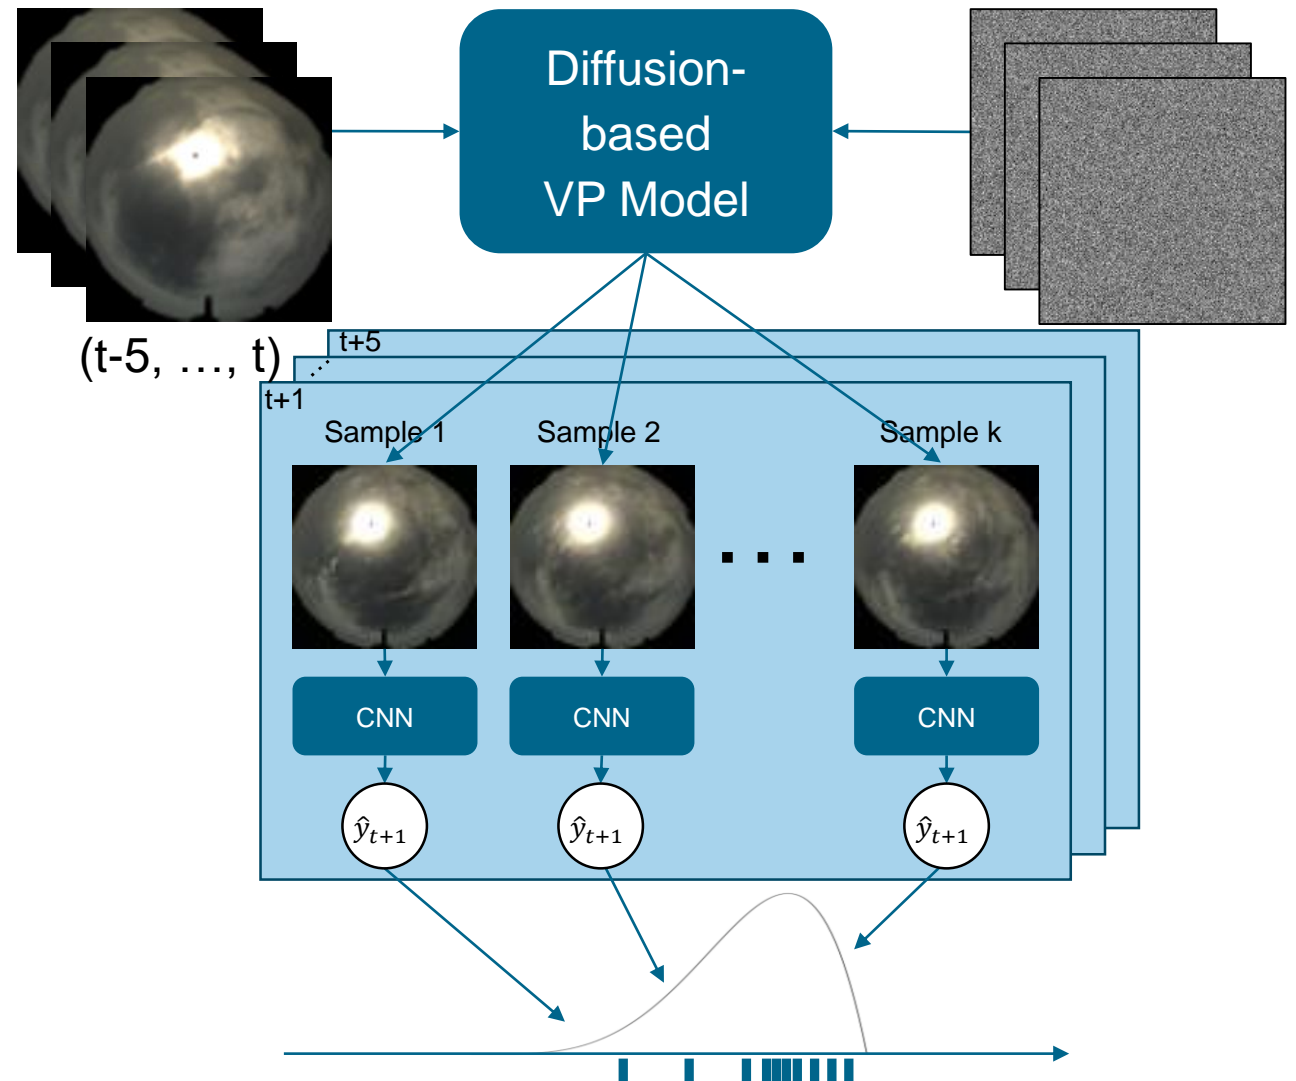 Diffusion-
based
VP Model
(t-5, …, t)
t+5
t+1
Sample 1
Sample 2
Sample k
. . .
CNN
CNN
CNN
ŷₜ₊₁
ŷₜ₊₁
ŷₜ₊₁